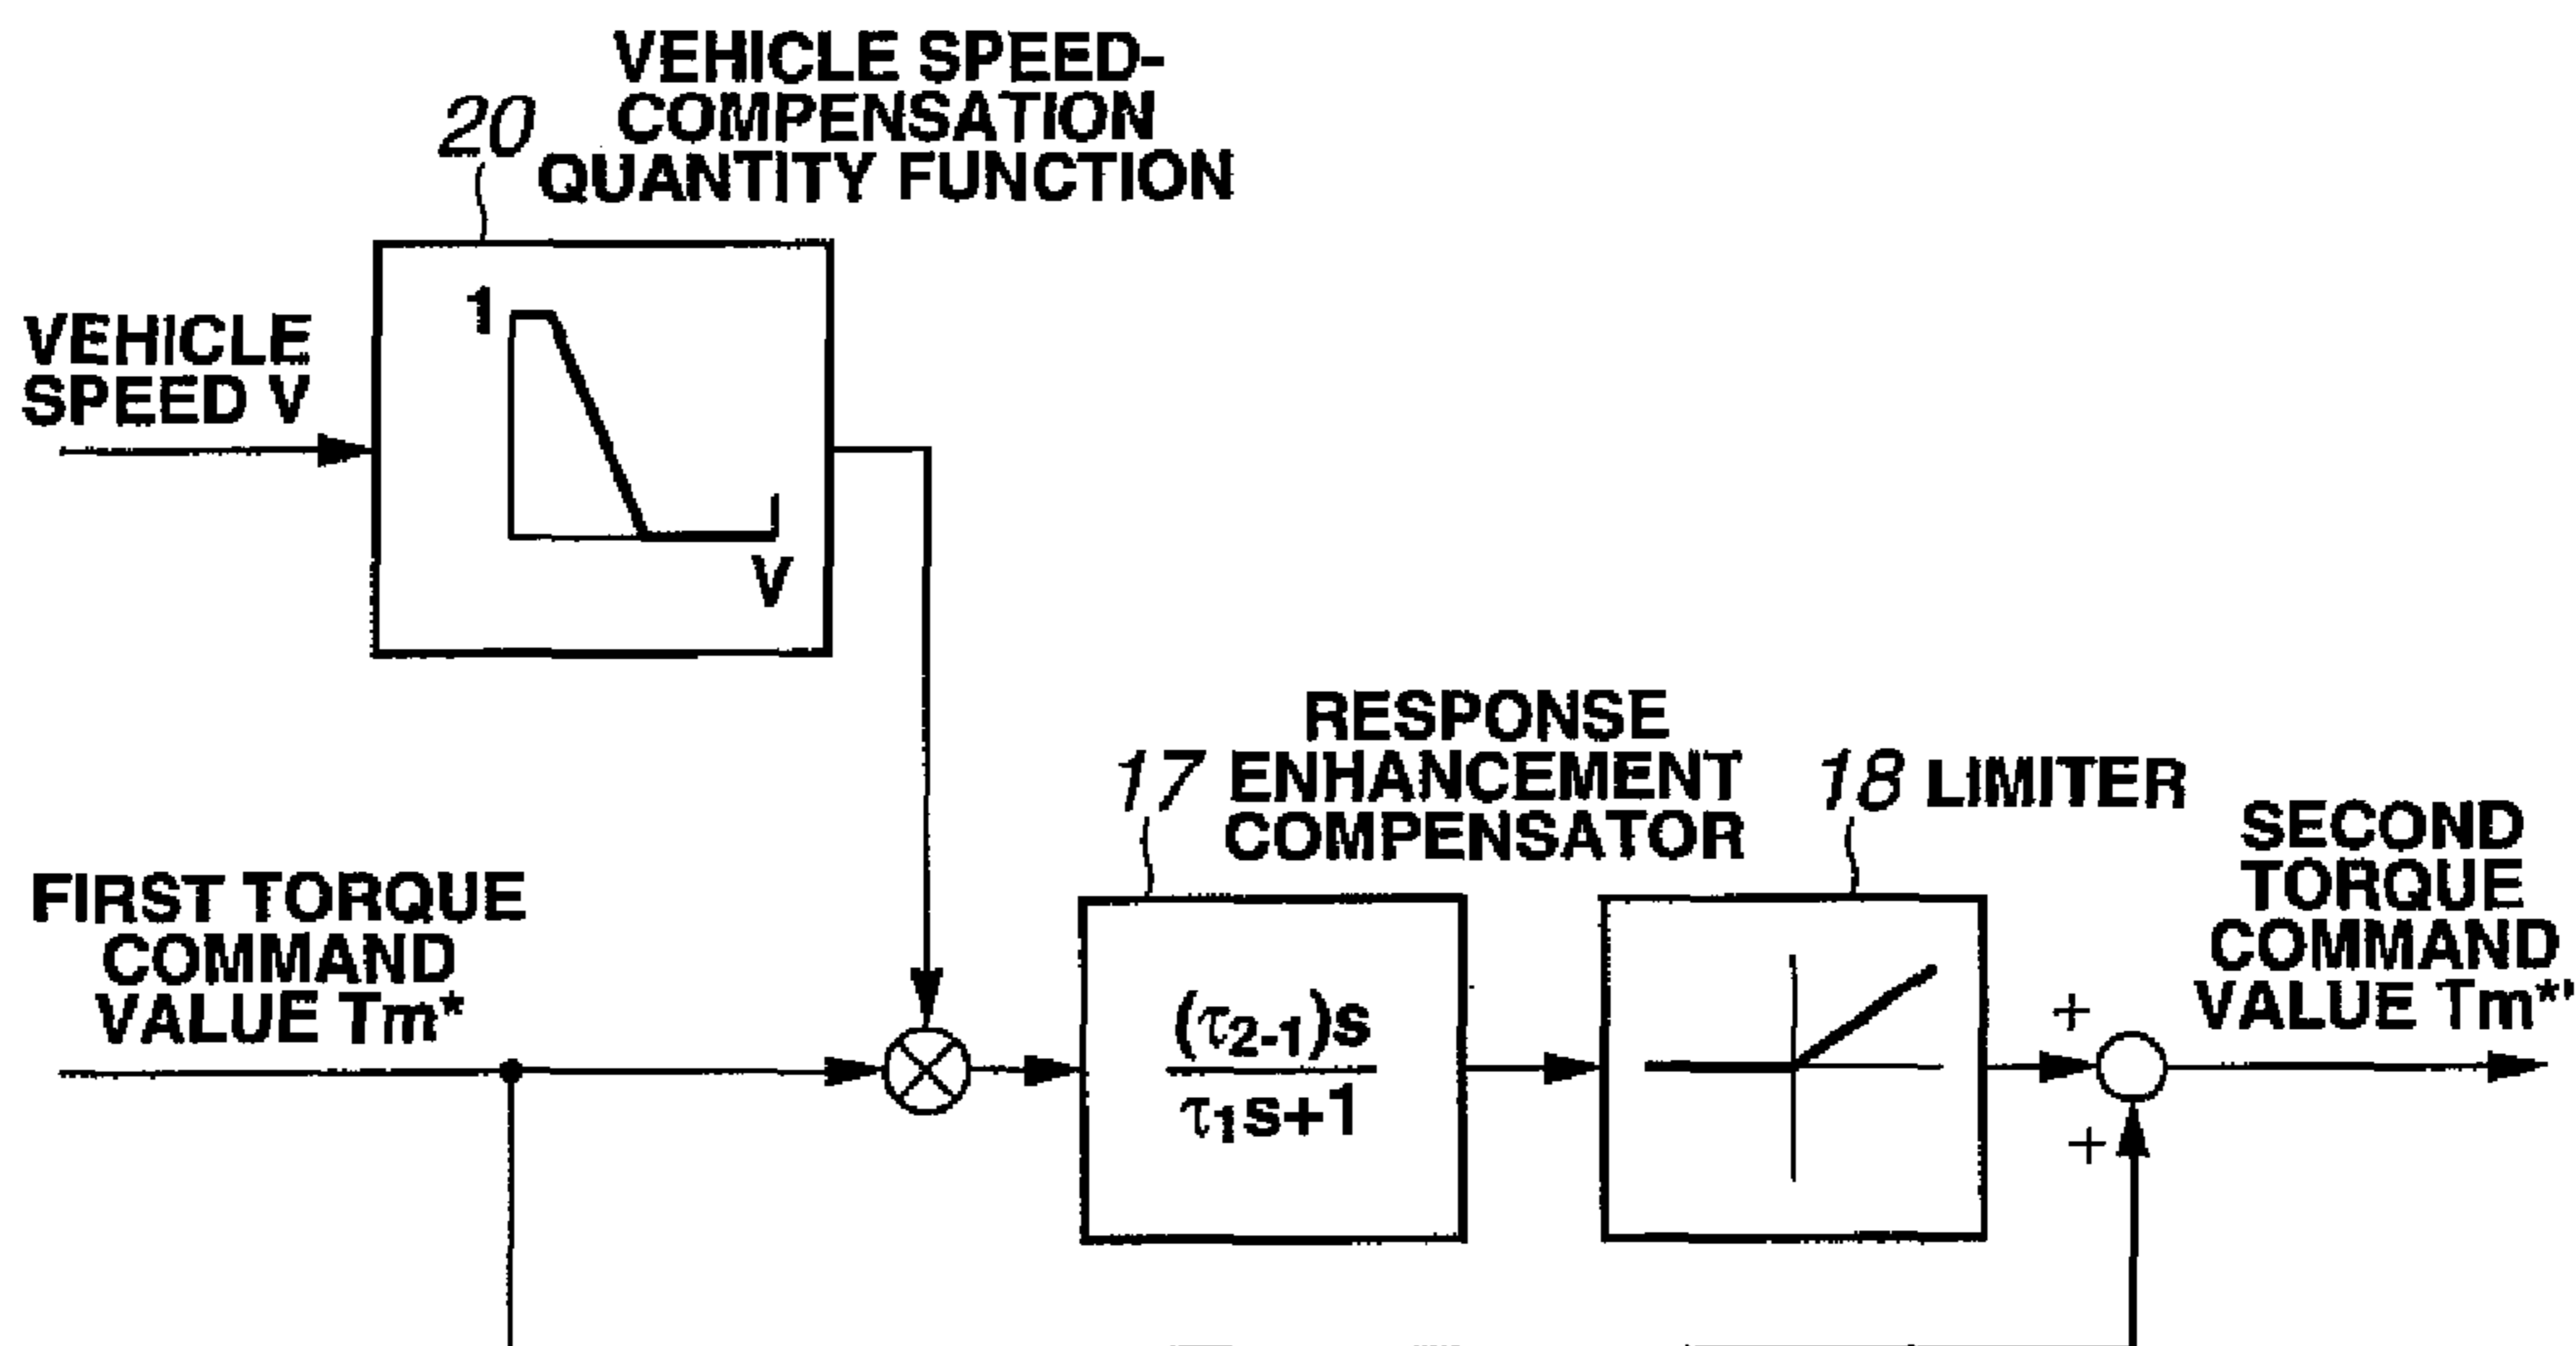 VEHICLE SPEED-
COMPENSATION
QUANTITY FUNCTION
20
1
V
VEHICLE
SPEED V
RESPONSE
ENHANCEMENT
COMPENSATOR
17
18 LIMITER
SECOND
TORQUE
COMMAND
VALUE Tm*'
FIRST TORQUE
COMMAND
VALUE Tm*
(τ2-1)s
τ1s+1
+
+